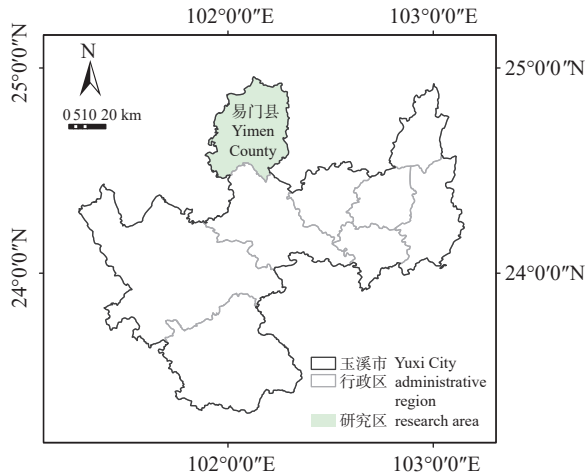 102°0′0″E 103°0′0″E
25°0′0″N 25°0′0″N
N
0 5 10 20 km
易门县
Yimen
County
24°0′0″N 24°0′0″N
玉溪市 Yuxi City
行政区 administrative
region
研究区 research area
102°0′0″E 103°0′0″E